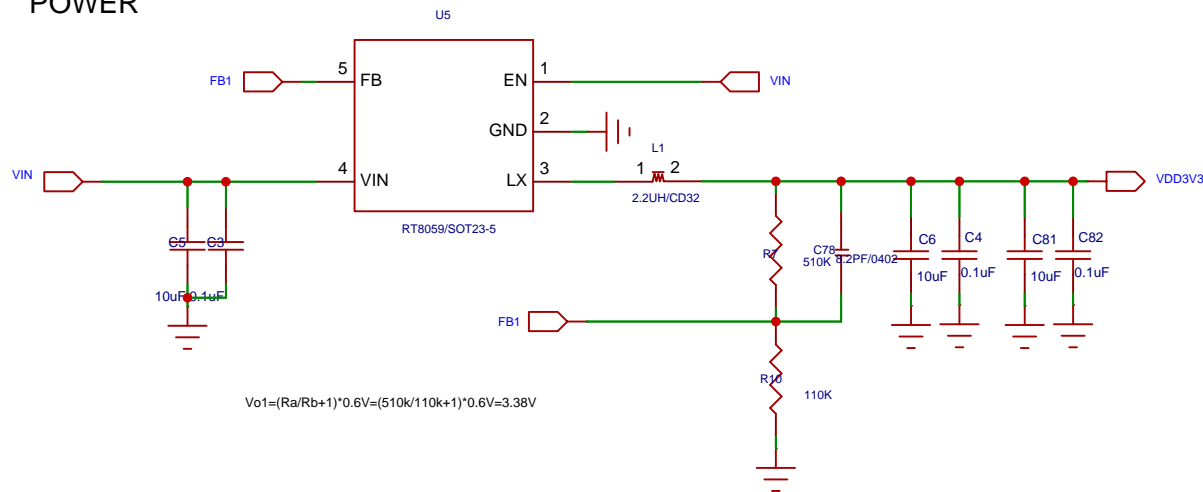 POWER
U5
FB1
5
FB
EN
1
VIN
GND
2
VIN
4
VIN
LX
3
L1
1
2
2.2UH/CD32
VDD3V3
RT8059/SOT23-5
C5
C3
10uF
0.1uF
R7
510K
C78
8.2PF/0402
C6
10uF
C4
0.1uF
C81
10uF
C82
0.1uF
FB1
R10
110K
Vo1=(Ra/Rb+1)*0.6V=(510k/110k+1)*0.6V=3.38V